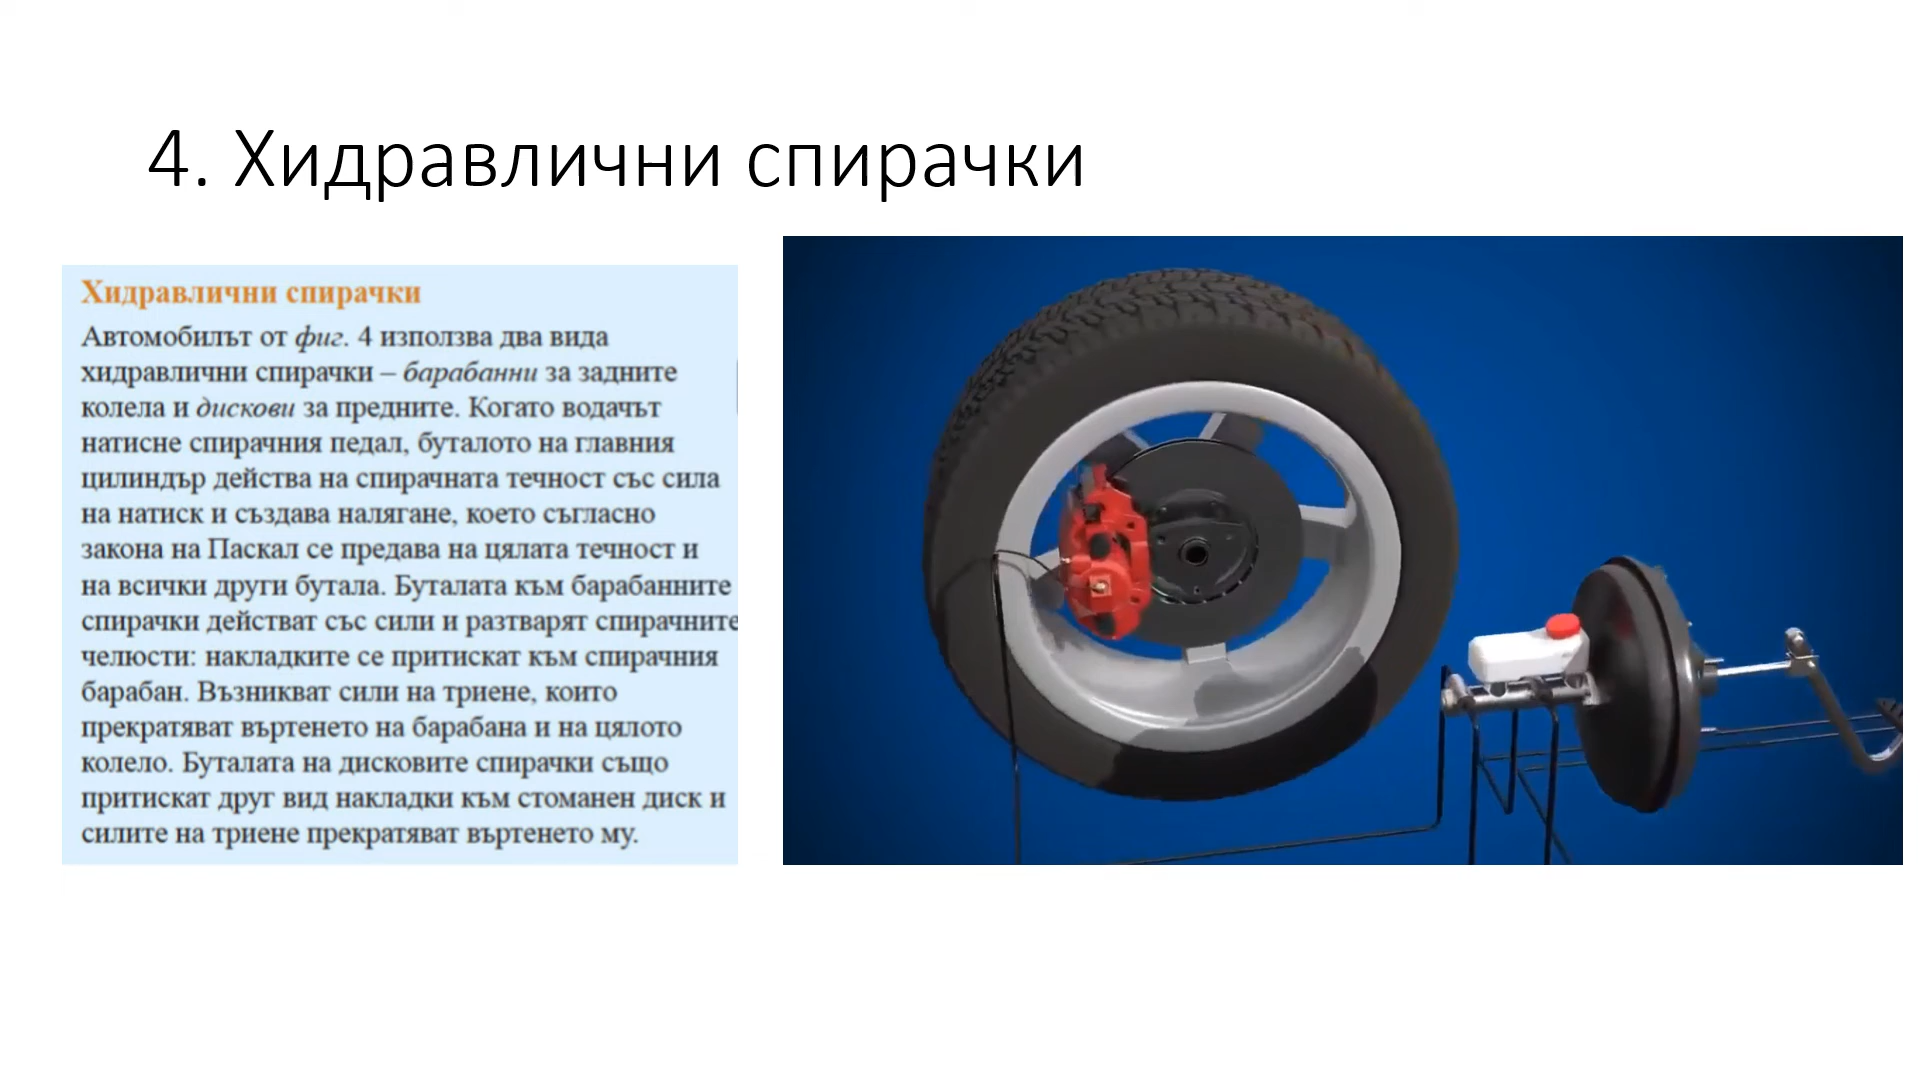 4. Хидравлични спирачки
Хидравлични спирачки
Автомобилът от фиг. 4 използва два вида
хидравлични спирачки – барабанни за задните
колела и дискови за предните. Когато водачът
натисне спирачния педал, буталото на главния
цилиндър действа на спирачната течност със сила
на натиск и създава налягане, което съгласно
закона на Паскал се предава на цялата течност и
на всички други бутала. Буталата към барабанните
спирачки действат със сили и разтварят спирачните
челюсти: накладките се притискат към спирачния
барабан. Възникват сили на триене, които
прекратяват въртенето на барабана и на цялото
колело. Буталата на дисковите спирачки също
притискат друг вид накладки към стоманен диск и
силите на триене прекратяват въртенето му.